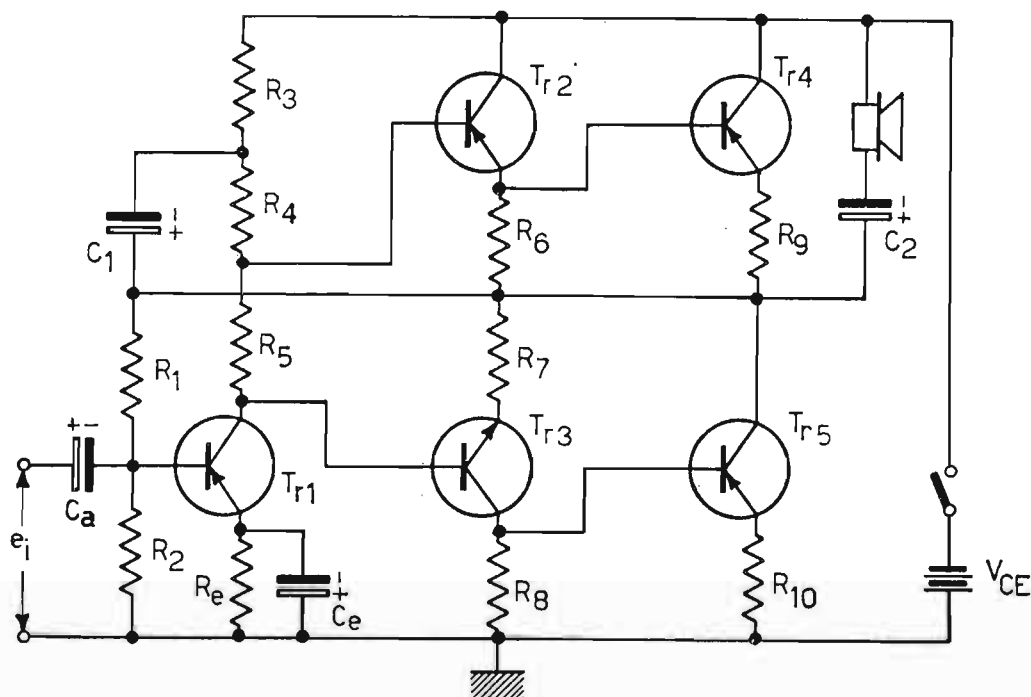 R3
Tr2
Tr4
R4
C1
- +
R6
R9
- +
C2
R1
R5
R7
+ -
Ca
Tr1
Tr3
Tr5
ei
R2
Re
- +
Ce
R8
R10
VCE